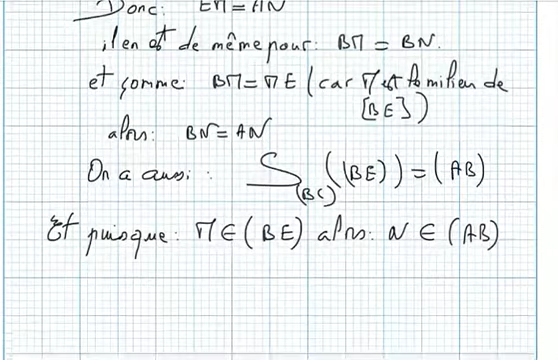 Donc: EM = AN
il en est de même pour: BM = BN.
et comme: BM = ME (car M est le milien de
[BE])
alors: BN = AN
On a aussi: S(BC)((BE)) = (AB)
Et puisque: M ∈ (BE) alors: N ∈ (AB)